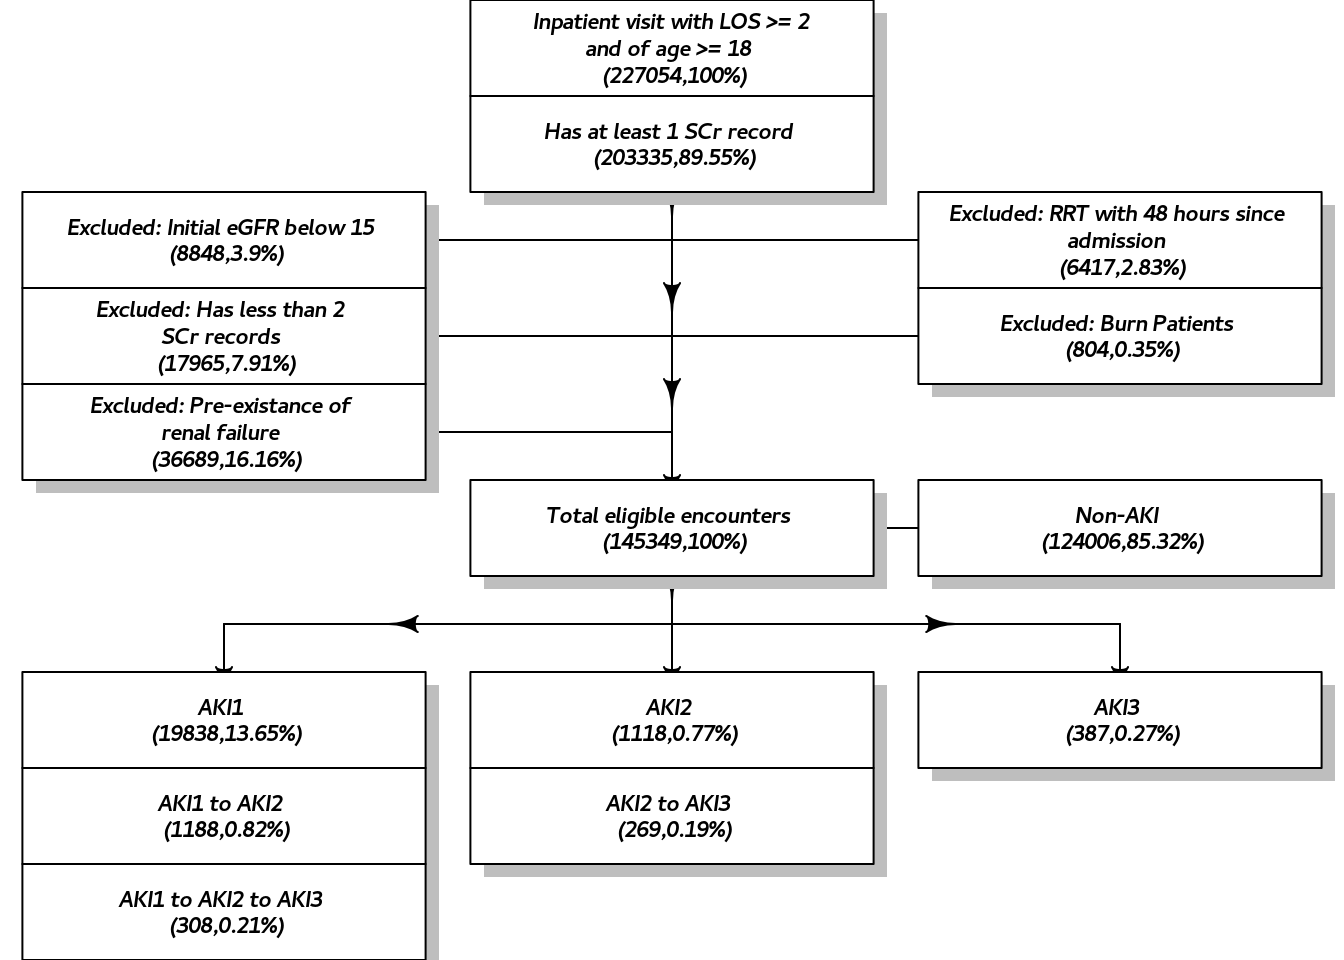 Inpatient visit with LOS >= 2
and of age >= 18
(227054,100%)
Has at least 1 SCr record
(203335,89.55%)
Excluded: Initial eGFR below 15
(8848,3.9%)
Excluded: Has less than 2
SCr records
(17965,7.91%)
Excluded: Pre-existance of
renal failure
(36689,16.16%)
Excluded: RRT with 48 hours since
admission
(6417,2.83%)
Excluded: Burn Patients
(804,0.35%)
Total eligible encounters
(145349,100%)
Non-AKI
(124006,85.32%)
AKI1
(19838,13.65%)
AKI1 to AKI2
(1188,0.82%)
AKI1 to AKI2 to AKI3
(308,0.21%)
AKI2
(1118,0.77%)
AKI2 to AKI3
(269,0.19%)
AKI3
(387,0.27%)